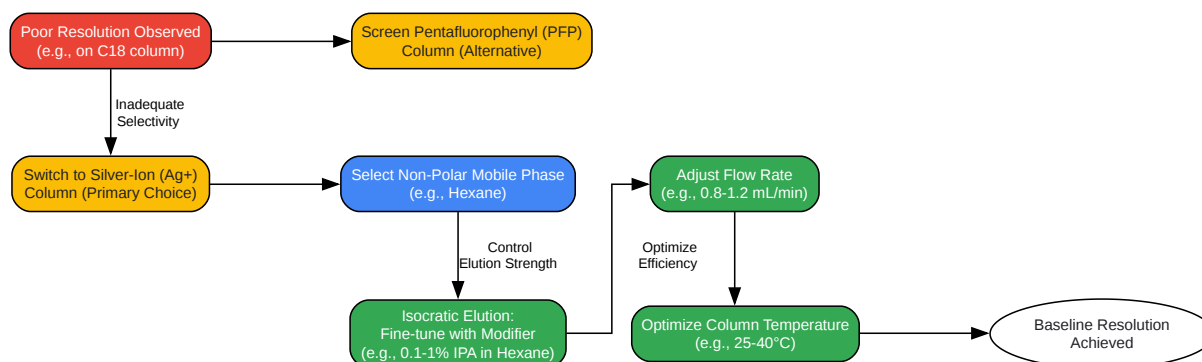 Poor Resolution Observed
(e.g., on C18 column)
Screen Pentafluorophenyl (PFP)
Column (Alternative)
Inadequate
Selectivity
Switch to Silver-Ion (Ag+)
Column (Primary Choice)
Select Non-Polar Mobile Phase
(e.g., Hexane)
Adjust Flow Rate
(e.g., 0.8-1.2 mL/min)
Control
Elution Strength
Optimize
Efficiency
Isocratic Elution:
Fine-tune with Modifier
(e.g., 0.1-1% IPA in Hexane)
Optimize Column Temperature
(e.g., 25-40°C)
Baseline Resolution
Achieved